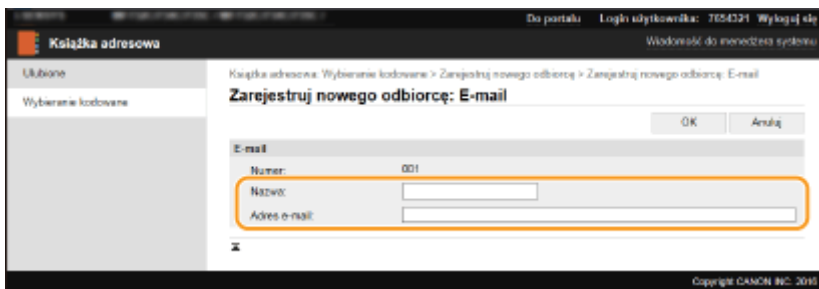 Do portalu Login użytkownika: 7654321 Wyloguj się
Książka adresowa
Wiadomość do menedżera systemu
Ulubione
Wybieranie kodowane
Książka adresowa: Wybieranie kodowane > Zarejestruj nowego odbiorcę > Zarejestruj nowego odbiorcę: E-mail
Zarejestruj nowego odbiorcę: E-mail
OK Anuluj
E-mail
Numer: 001
Nazwa:
Adres e-mail:
Copyright CANON INC. 2016